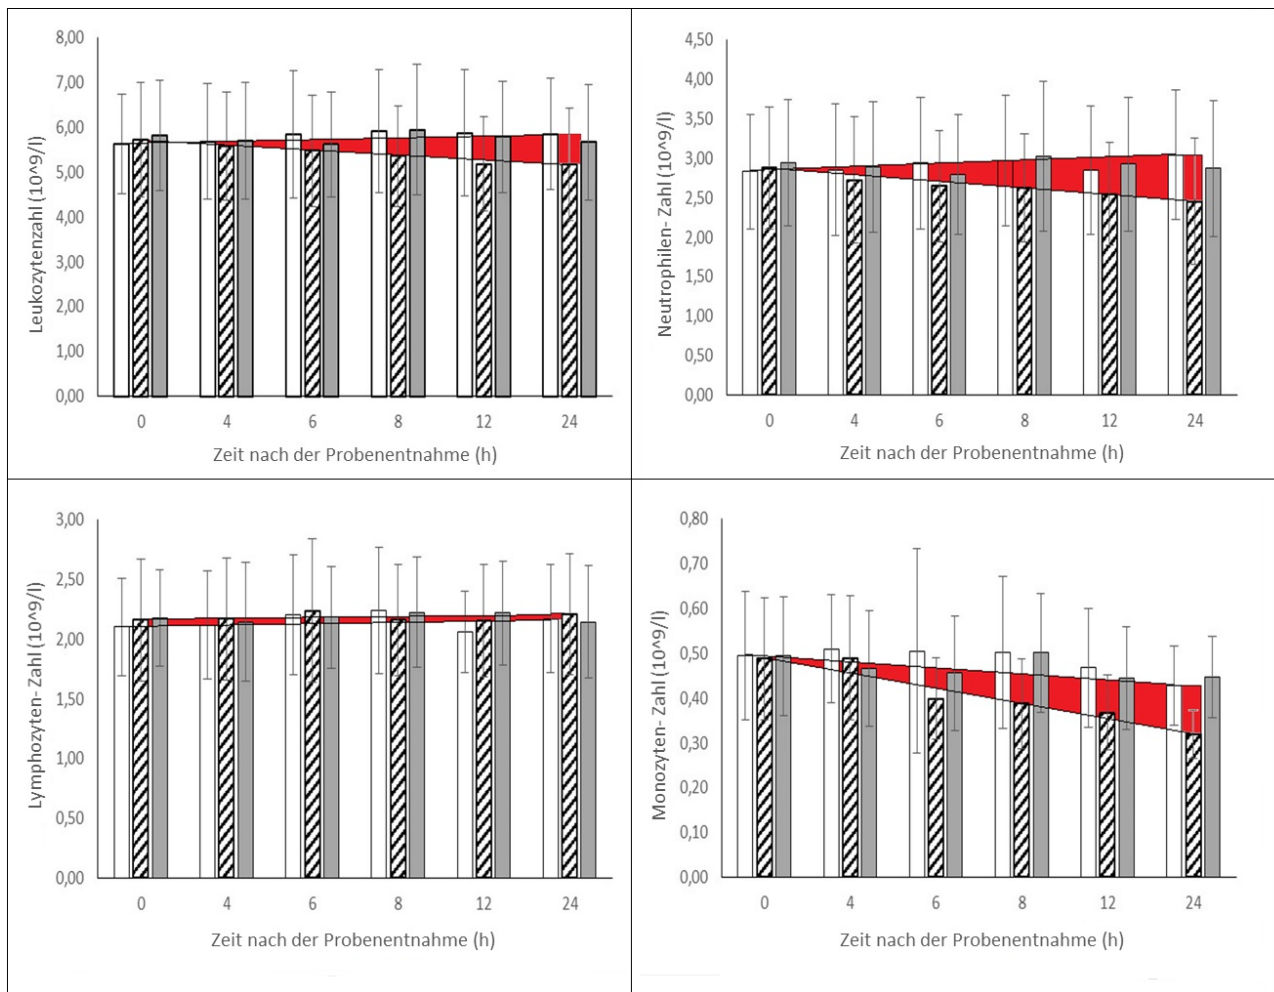 Leukozytenzahl (10^9/l)
8,00
7,00
6,00
5,00
4,00
3,00
2,00
1,00
0,00
0 4 6 8 12 24
Zeit nach der Probenentnahme (h)
Neutrophilen- Zahl (10^9/l)
4,50
4,00
3,50
3,00
2,50
2,00
1,50
1,00
0,50
0,00
0 4 6 8 12 24
Zeit nach der Probenentnahme (h)
Lymphozyten- Zahl (10^9/l)
3,00
2,50
2,00
1,50
1,00
0,50
0,00
0 4 6 8 12 24
Zeit nach der Probenentnahme (h)
Monozyten- Zahl (10^9/l)
0,80
0,70
0,60
0,50
0,40
0,30
0,20
0,10
0,00
0 4 6 8 12 24
Zeit nach der Probenentnahme (h)